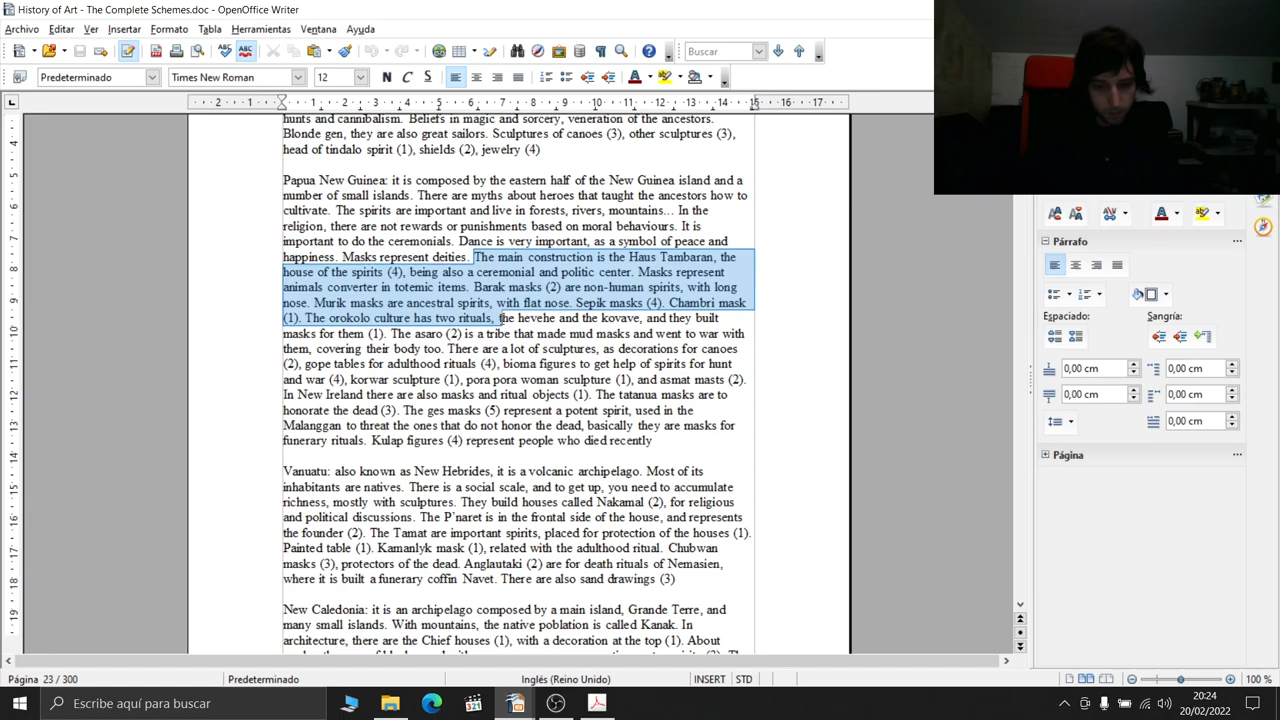 History of Art - The Complete Schemes.doc - OpenOffice Writer
Archivo Editar Ver Insertar Formato Tabla Herramientas Ventana Ayuda
Buscar
Predeterminado Times New Roman 12 N C S
2 1 1 2 3 4 5 6 7 8 9 10 11 12 13 14 15 16 17
hunts and cannibalism. Beliefs in magic and sorcery, veneration of the ancestors.
Blonde gen, they are also great sailors. Sculptures of canoes (3), other sculptures (3),
head of tindalo spirit (1), shields (2), jewelry (4)
Papua New Guinea: it is composed by the eastern half of the New Guinea island and a
number of small islands. There are myths about heroes that taught the ancestors how to
cultivate. The spirits are important and live in forests, rivers, mountains... In the
religion, there are not rewards or punishments based on moral behaviours. It is
important to do the ceremonials. Dance is very important, as a symbol of peace and
happiness. Masks represent deities. The main construction is the Haus Tambaran, the
house of the spirits (4), being also a ceremonial and politic center. Masks represent
animals converter in totemic items. Barak masks (2) are non-human spirits, with long
nose. Murik masks are ancestral spirits, with flat nose. Sepik masks (4). Chambri mask
(1). The orokolo culture has two rituals, the hevehe and the kovave, and they built
masks for them (1). The asaro (2) is a tribe that made mud masks and went to war with
them, covering their body too. There are a lot of sculptures, as decorations for canoes
(2), gope tables for adulthood rituals (4), bioma figures to get help of spirits for hunt
and war (4), korwar sculpture (1), pora pora woman sculpture (1), and asmat masts (2).
In New Ireland there are also masks and ritual objects (1). The tatanua masks are to
honorate the dead (3). The ges masks (5) represent a potent spirit, used in the
Malanggan to threat the ones that do not honor the dead, basically they are masks for
funerary rituals. Kulap figures (4) represent people who died recently
Vanuatu: also known as New Hebrides, it is a volcanic archipelago. Most of its
inhabitants are natives. There is a social scale, and to get up, you need to accumulate
richness, mostly with sculptures. They build houses called Nakamal (2), for religious
and political discussions. The P`naret is in the frontal side of the house, and represents
the founder (2). The Tamat are important spirits, placed for protection of the houses (1).
Painted table (1). Kamanlyk mask (1), related with the adulthood ritual. Chubwan
masks (3), protectors of the dead. Anglautaki (2) are for death rituals of Nemasien,
where it is built a funerary coffin Navet. There are also sand drawings (3)
New Caledonia: it is an archipelago composed by a main island, Grande Terre, and
many small islands. With mountains, the native poblation is called Kanak. In
architecture, there are the Chief houses (1), with a decoration at the top (1). About
Párrafo
Espaciado: Sangría:
0,00 cm 0,00 cm
0,00 cm 0,00 cm
0,00 cm
Página
Página 23 / 300 Predeterminado Inglés (Reino Unido) INSERT STD 100 %
Escribe aquí para buscar
20:24
20/02/2022